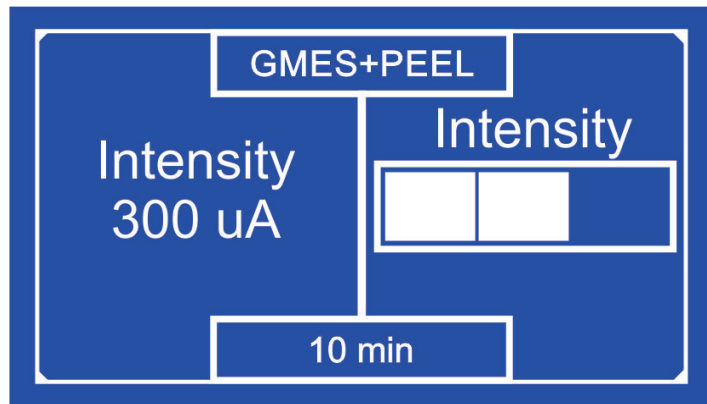 GMES+PEEL
Intensity
300 uA
Intensity
10 min